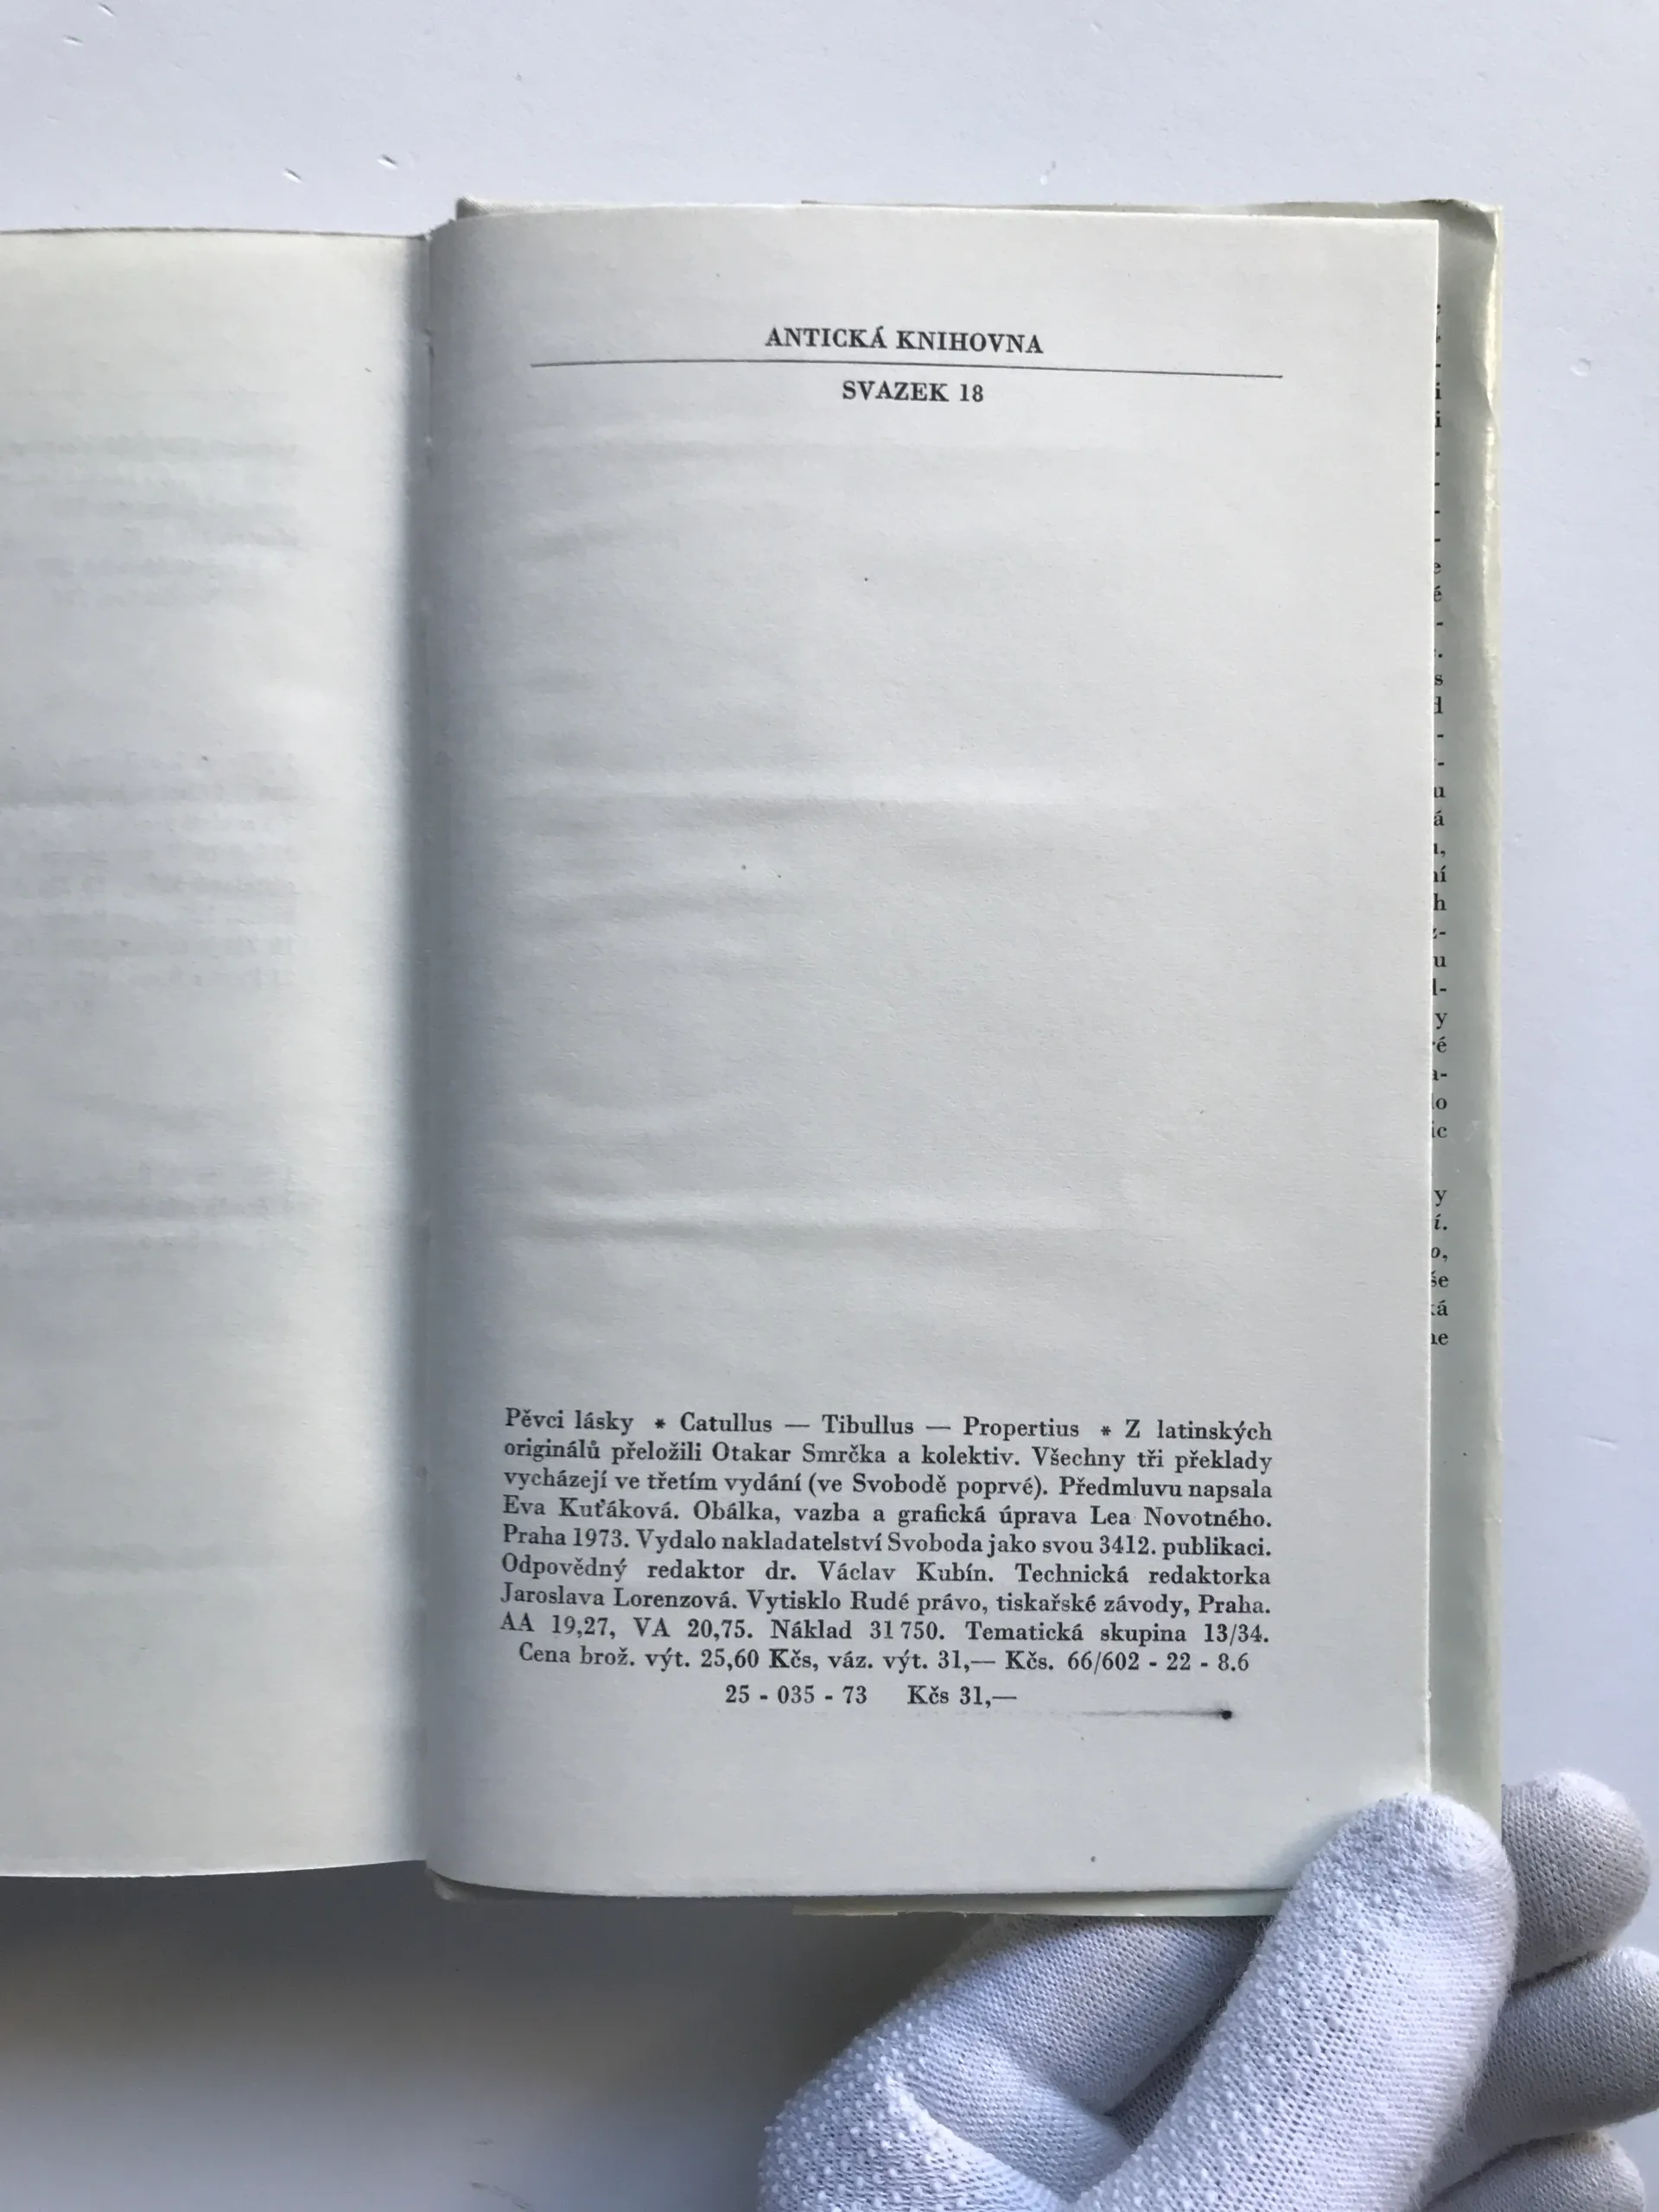 ANTICKÁ KNIHOVNA
SVAZEK 18
Pěvci lásky * Catullus — Tibullus — Propertius * Z latinských
originálů přeložili Otakar Smrčka a kolektiv. Všechny tři překlady
vycházejí ve třetím vydání (ve Svobodě poprvé). Předmluvu napsala
Eva Kuťáková. Obálka, vazba a grafická úprava Lea Novotného.
Praha 1973. Vydalo nakladatelství Svoboda jako svou 3412. publikaci.
Odpovědný redaktor dr. Václav Kubín. Technická redaktorka
Jaroslava Lorenzová. Vytisklo Rudé právo, tiskařské závody, Praha.
AA 19,27, VA 20,75. Náklad 31 750. Tematická skupina 13/34.
Cena brož. výt. 25,60 Kčs, váz. výt. 31,— Kčs. 66/602 - 22 - 8.6
25 - 035 - 73 Kčs 31,—